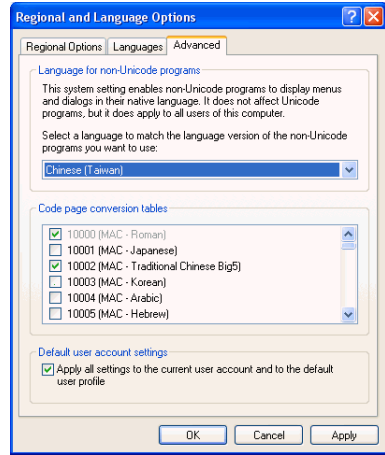 Regional and Language Options
Regional Options Languages Advanced
Language for non-Unicode programs
This system setting enables non-Unicode programs to display menus
and dialogs in their native language. It does not affect Unicode
programs, but it does apply to all users of this computer.
Select a language to match the language version of the non-Unicode
programs you want to use:
Chinese (Taiwan)
Code page conversion tables
10000 (MAC - Roman)
10001 (MAC - Japanese)
10002 (MAC - Traditional Chinese Big5)
10003 (MAC - Korean)
10004 (MAC - Arabic)
10005 (MAC - Hebrew)
Default user account settings
Apply all settings to the current user account and to the default
user profile
OK Cancel Apply